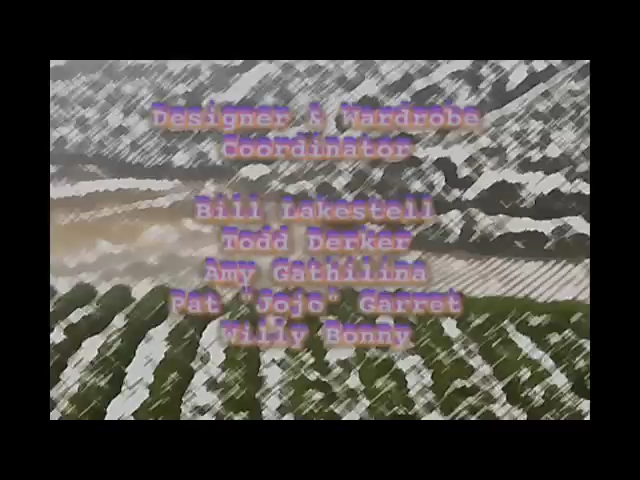 Designer & Wardrobe
Coordinator
Bill Lakestell
Todd Derker
Amy Gathilina
Pat "Jojo" Garret
Willy Bonny